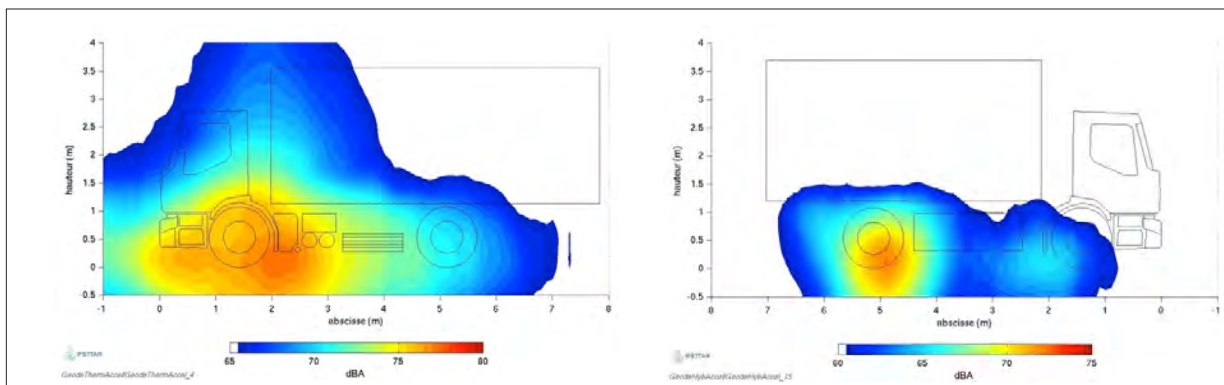 4
3.5
3
2.5
2
1.5
1
0.5
0
-0.5
hauteur (m)
-1 0 1 2 3 4 5 6 7 8
abscisse (m)
65 70 75 80
dBA
IFSTTAR
GeodeThermAccel/GeodeThermAccel_4
4
3.5
3
2.5
2
1.5
1
0.5
0
-0.5
hauteur (m)
8 7 6 5 4 3 2 1 0 -1
abscisse (m)
60 65 70 75
dBA
IFSTTAR
GeodeHybAccel/GeodeHybAccel_15